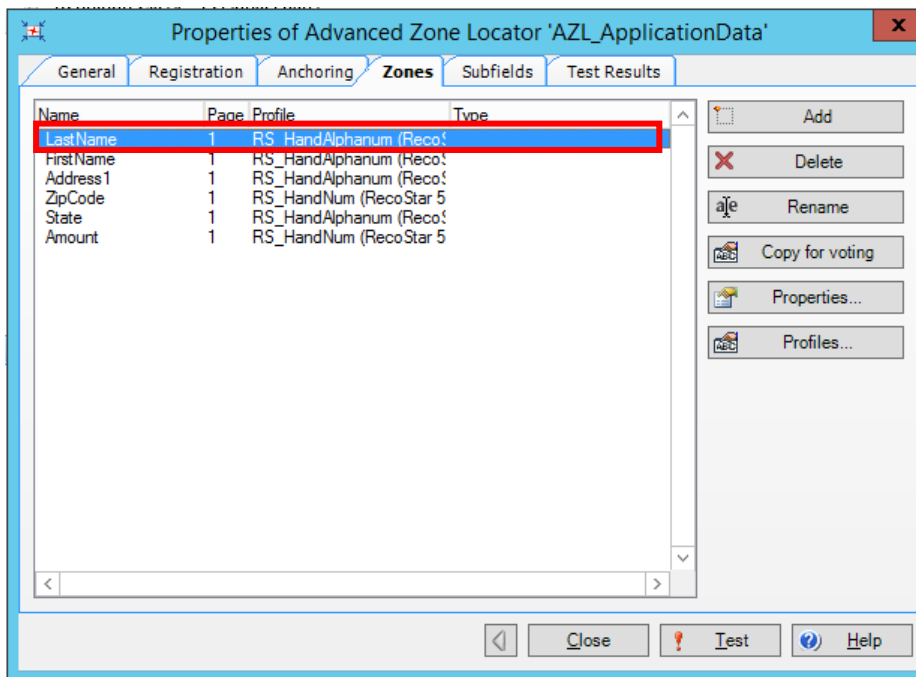 Properties of Advanced Zone Locator 'AZL_ApplicationData'
x
General Registration Anchoring Zones Subfields Test Results
Name Page Profile Type
LastName 1 RS_HandAlphanum (RecoS
FirstName 1 RS_HandAlphanum (RecoS
Address1 1 RS_HandAlphanum (RecoS
ZipCode 1 RS_HandNum (RecoStar 5
State 1 RS_HandAlphanum (RecoS
Amount 1 RS_HandNum (RecoStar 5
Add
Delete
Rename
Copy for voting
Properties...
Profiles...
Close Test Help